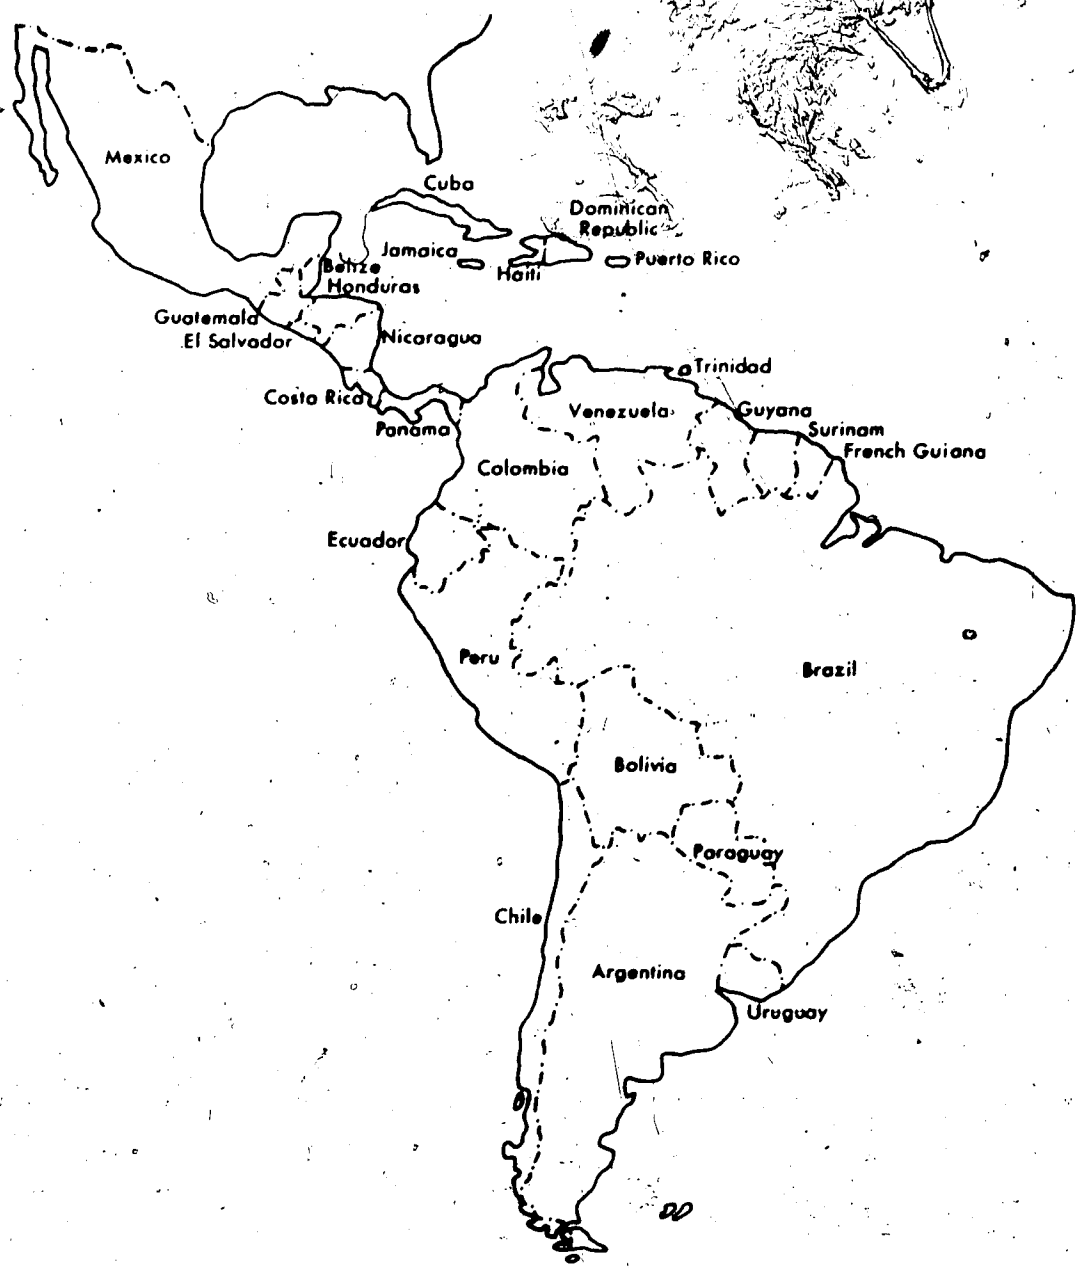 Mexico
Cuba
Dominican
Republic
Jamaica
Haiti
Puerto Rico
Belize
Honduras
Guatemala
El Salvador
Nicaragua
Trinidad
Costa Rica
Venezuela
Guyana
Panama
Surinam
French Guiana
Colombia
Ecuador
Peru
Brazil
Bolivia
Paraguay
Chile
Argentina
Uruguay